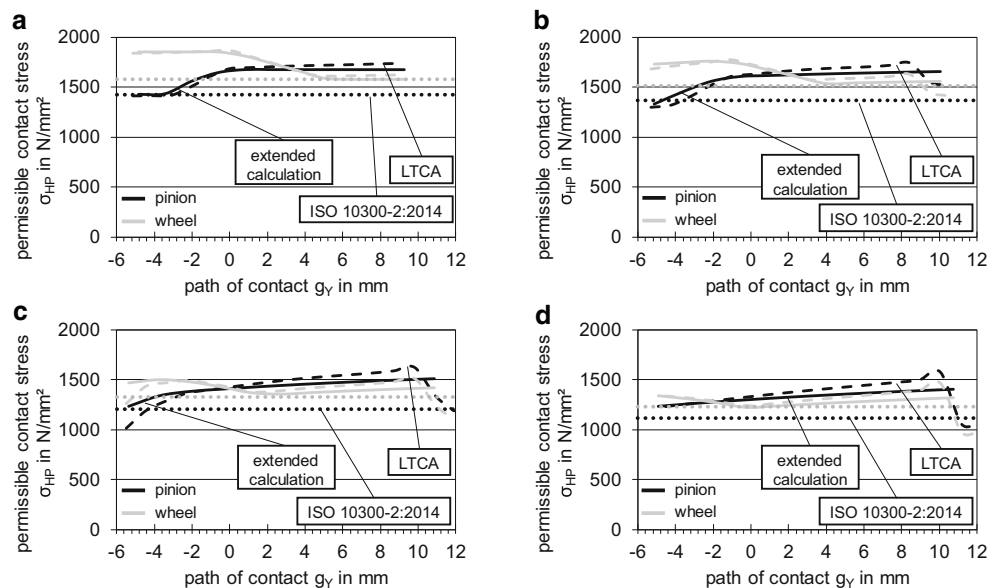 a
permissible contact stress
σHP in N/mm²
2000
1500
1000
500
0
extended
calculation
LTCA
pinion
wheel
ISO 10300-2:2014
-6 -4 -2 0 2 4 6 8 10 12
path of contact gY in mm
b
permissible contact stress
σHP in N/mm²
2000
1500
1000
500
0
extended
calculation
LTCA
pinion
wheel
ISO 10300-2:2014
-6 -4 -2 0 2 4 6 8 10 12
path of contact gY in mm
c
permissible contact stress
σHP in N/mm²
2000
1500
1000
500
0
extended
calculation
LTCA
pinion
wheel
ISO 10300-2:2014
-6 -4 -2 0 2 4 6 8 10 12
path of contact gY in mm
d
permissible contact stress
σHP in N/mm²
2000
1500
1000
500
0
extended
calculation
LTCA
pinion
wheel
ISO 10300-2:2014
-6 -4 -2 0 2 4 6 8 10 12
path of contact gY in mm